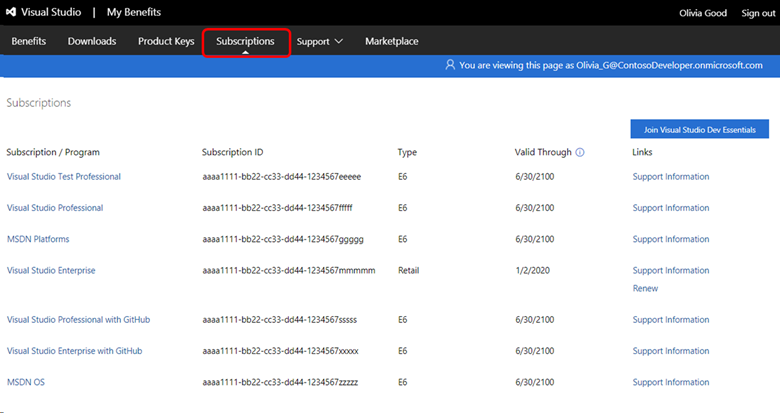 Visual Studio | My Benefits Olivia Good Sign out
Benefits Downloads Product Keys Subscriptions Support Marketplace
You are viewing this page as Olivia_G@ContosoDeveloper.onmicrosoft.com
Subscriptions
Join Visual Studio Dev Essentials
Subscription / Program Subscription ID Type Valid Through Links
Visual Studio Test Professional aaaa1111-bb22-cc33-dd44-1234567eeeee E6 6/30/2100 Support Information
Visual Studio Professional aaaa1111-bb22-cc33-dd44-1234567fffff E6 6/30/2100 Support Information
MSDN Platforms aaaa1111-bb22-cc33-dd44-1234567ggggg E6 6/30/2100 Support Information
Visual Studio Enterprise aaaa1111-bb22-cc33-dd44-1234567mmmmm Retail 1/2/2020 Support Information
Renew
Visual Studio Professional with GitHub aaaa1111-bb22-cc33-dd44-1234567sssss E6 6/30/2100 Support Information
Visual Studio Enterprise with GitHub aaaa1111-bb22-cc33-dd44-1234567xxxxx E6 6/30/2100 Support Information
MSDN OS aaaa1111-bb22-cc33-dd44-1234567zzzzz E6 6/30/2100 Support Information